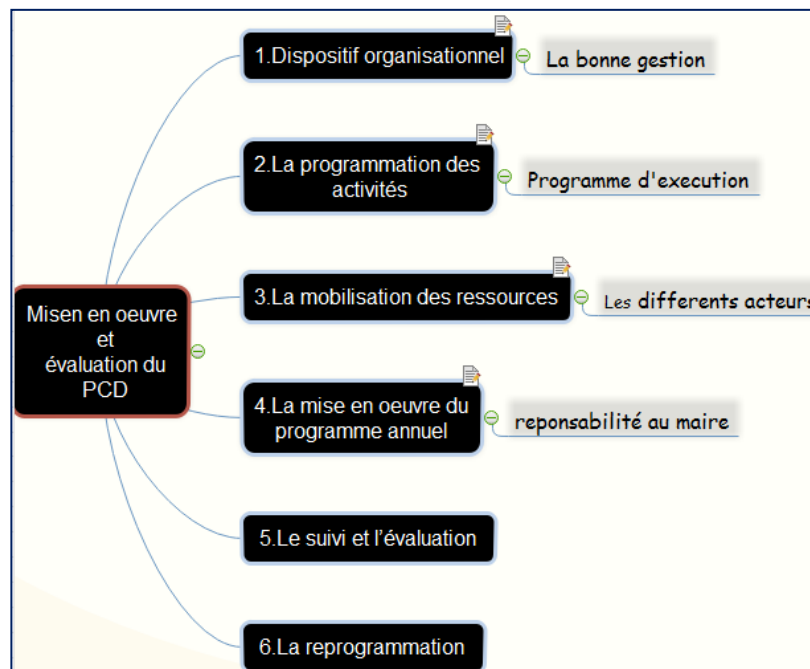 Misen en oeuvre
et
évaluation du
PCD
1.Dispositif organisationnel
La bonne gestion
2.La programmation des
activités
Programme d'execution
3.La mobilisation des ressources
Les differents acteurs
4.La mise en oeuvre du
programme annuel
reponsabilité au maire
5.Le suivi et l'évaluation
6.La reprogrammation